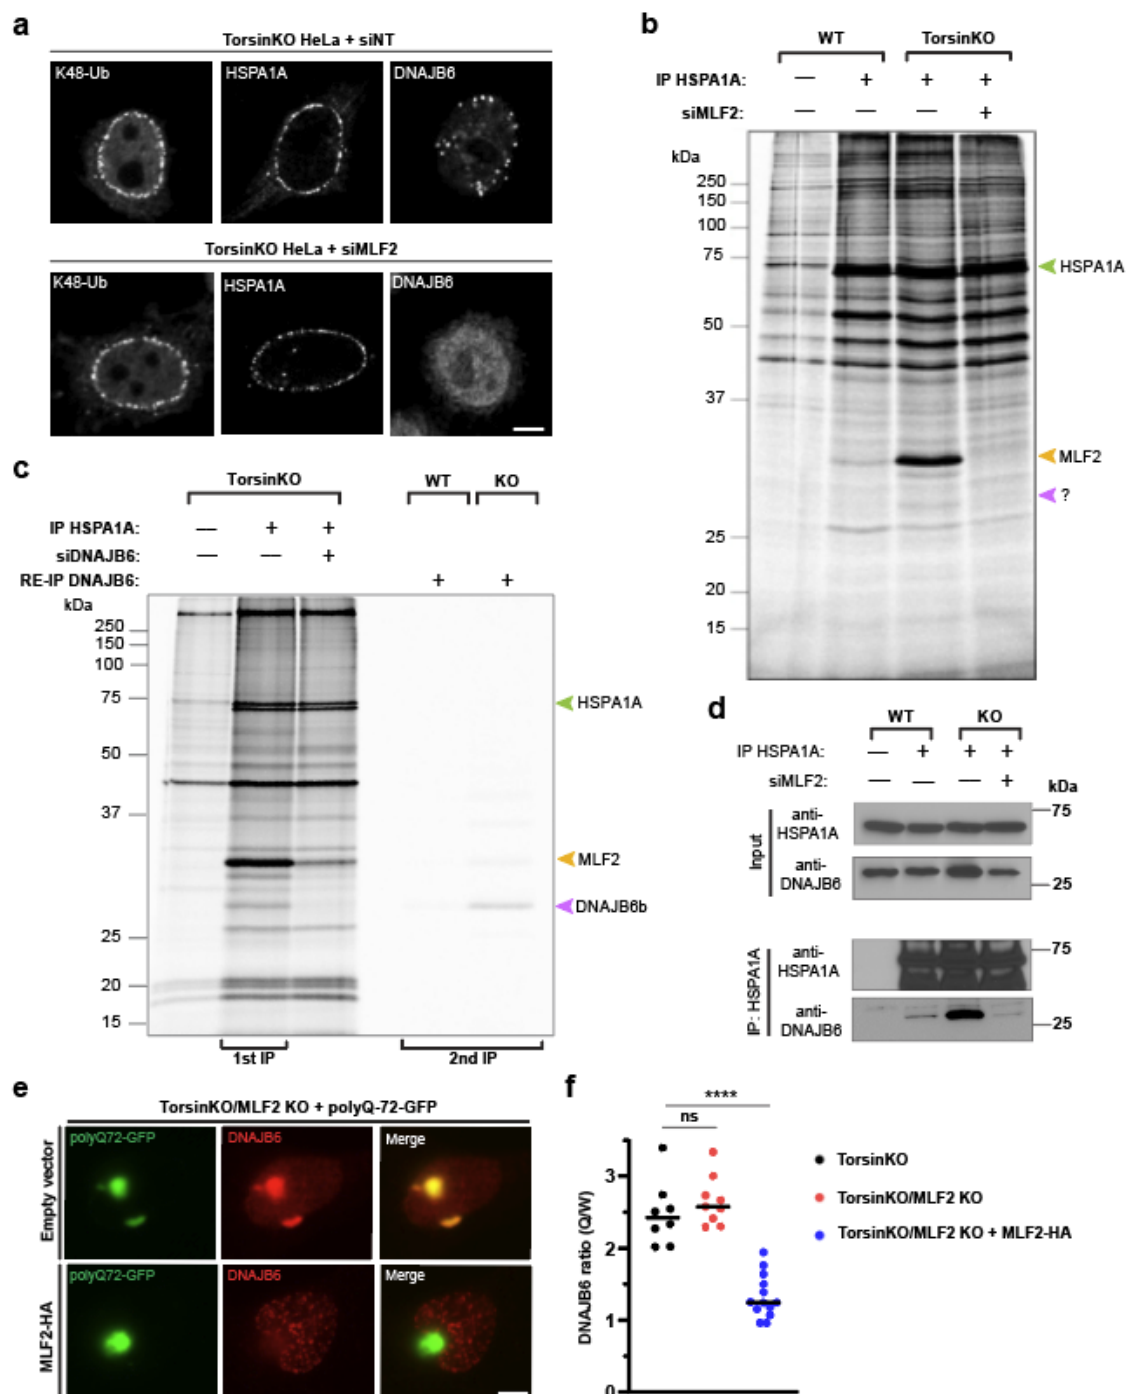 a
TorsinKO HeLa + siNT
K48-Ub HSPA1A DNAJB6
TorsinKO HeLa + siMLF2
K48-Ub HSPA1A DNAJB6
b
WT TorsinKO
IP HSPA1A: — + + +
siMLF2: — — — +
kDa
250
150
100
75
HSPA1A
50
37
MLF2
?
25
20
15
c
TorsinKO WT KO
IP HSPA1A: — + +
siDNAJB6: — — +
RE-IP DNAJB6: + +
kDa
250
150
100
75
HSPA1A
50
37
MLF2
DNAJB6b
25
20
15
1st IP 2nd IP
d
WT KO
IP HSPA1A: — + + +
siMLF2: — — — +
kDa
Input
anti-
HSPA1A
75
anti-
DNAJB6
25
IP: HSPA1A
anti-
HSPA1A
75
anti-
DNAJB6
25
e
TorsinKO/MLF2 KO + polyQ-72-GFP
Empty vector
polyQ72-GFP DNAJB6 Merge
MLF2-HA
polyQ72-GFP DNAJB6 Merge
f
****
ns
DNAJB6 ratio (Q/W)
3
2
1
0
TorsinKO
TorsinKO/MLF2 KO
TorsinKO/MLF2 KO + MLF2-HA